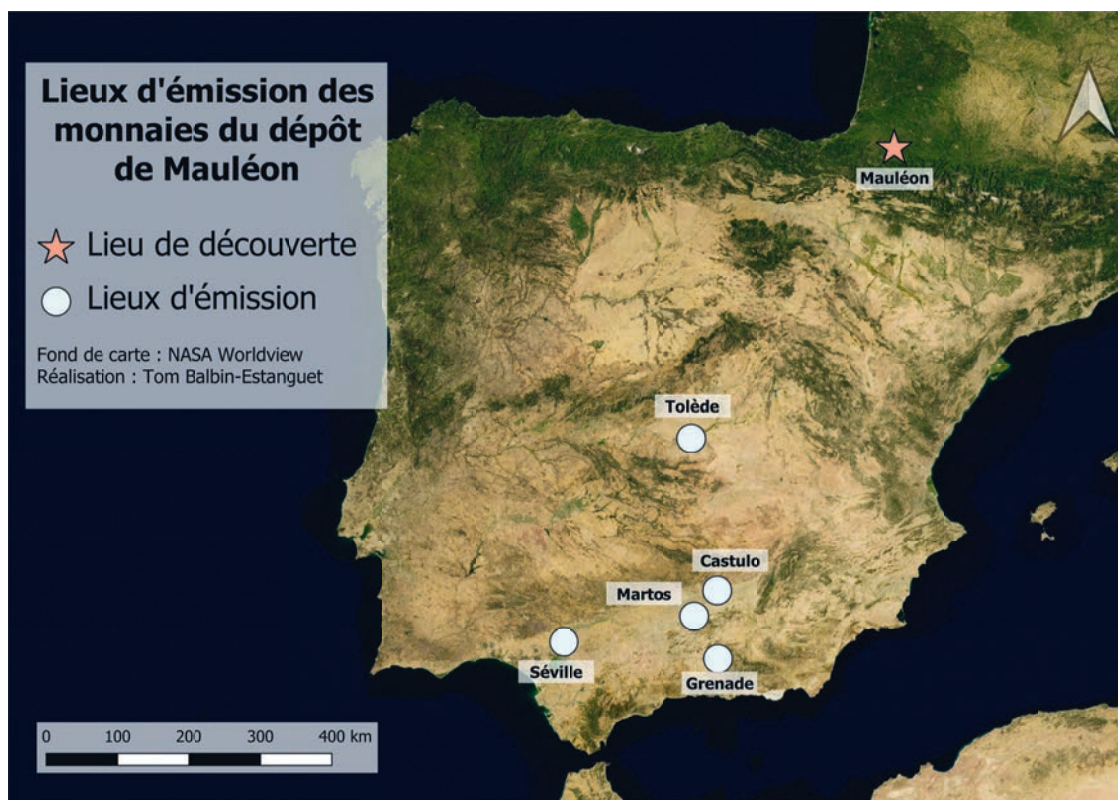 Lieux d'émission des
monnaies du dépôt
de Mauléon
Lieu de découverte
Lieux d'émission
Fond de carte : NASA Worldview
Réalisation : Tom Balbin-Estanguet
Mauléon
Tolède
Castulo
Martos
Séville
Grenade
0 100 200 300 400 km